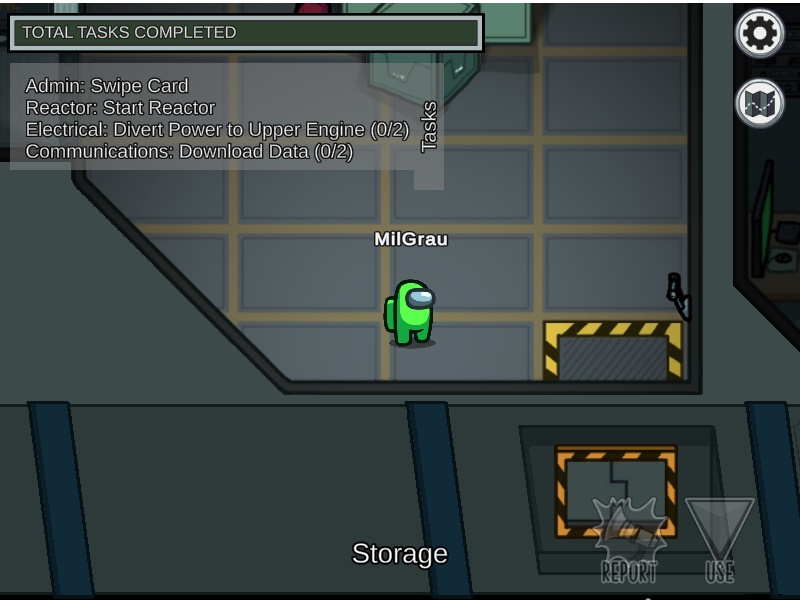 TOTAL TASKS COMPLETED
Admin: Swipe Card
Reactor: Start Reactor
Electrical: Divert Power to Upper Engine (0/2)
Communications: Download Data (0/2)
Tasks
MilGrau
Storage
REPORT
USE